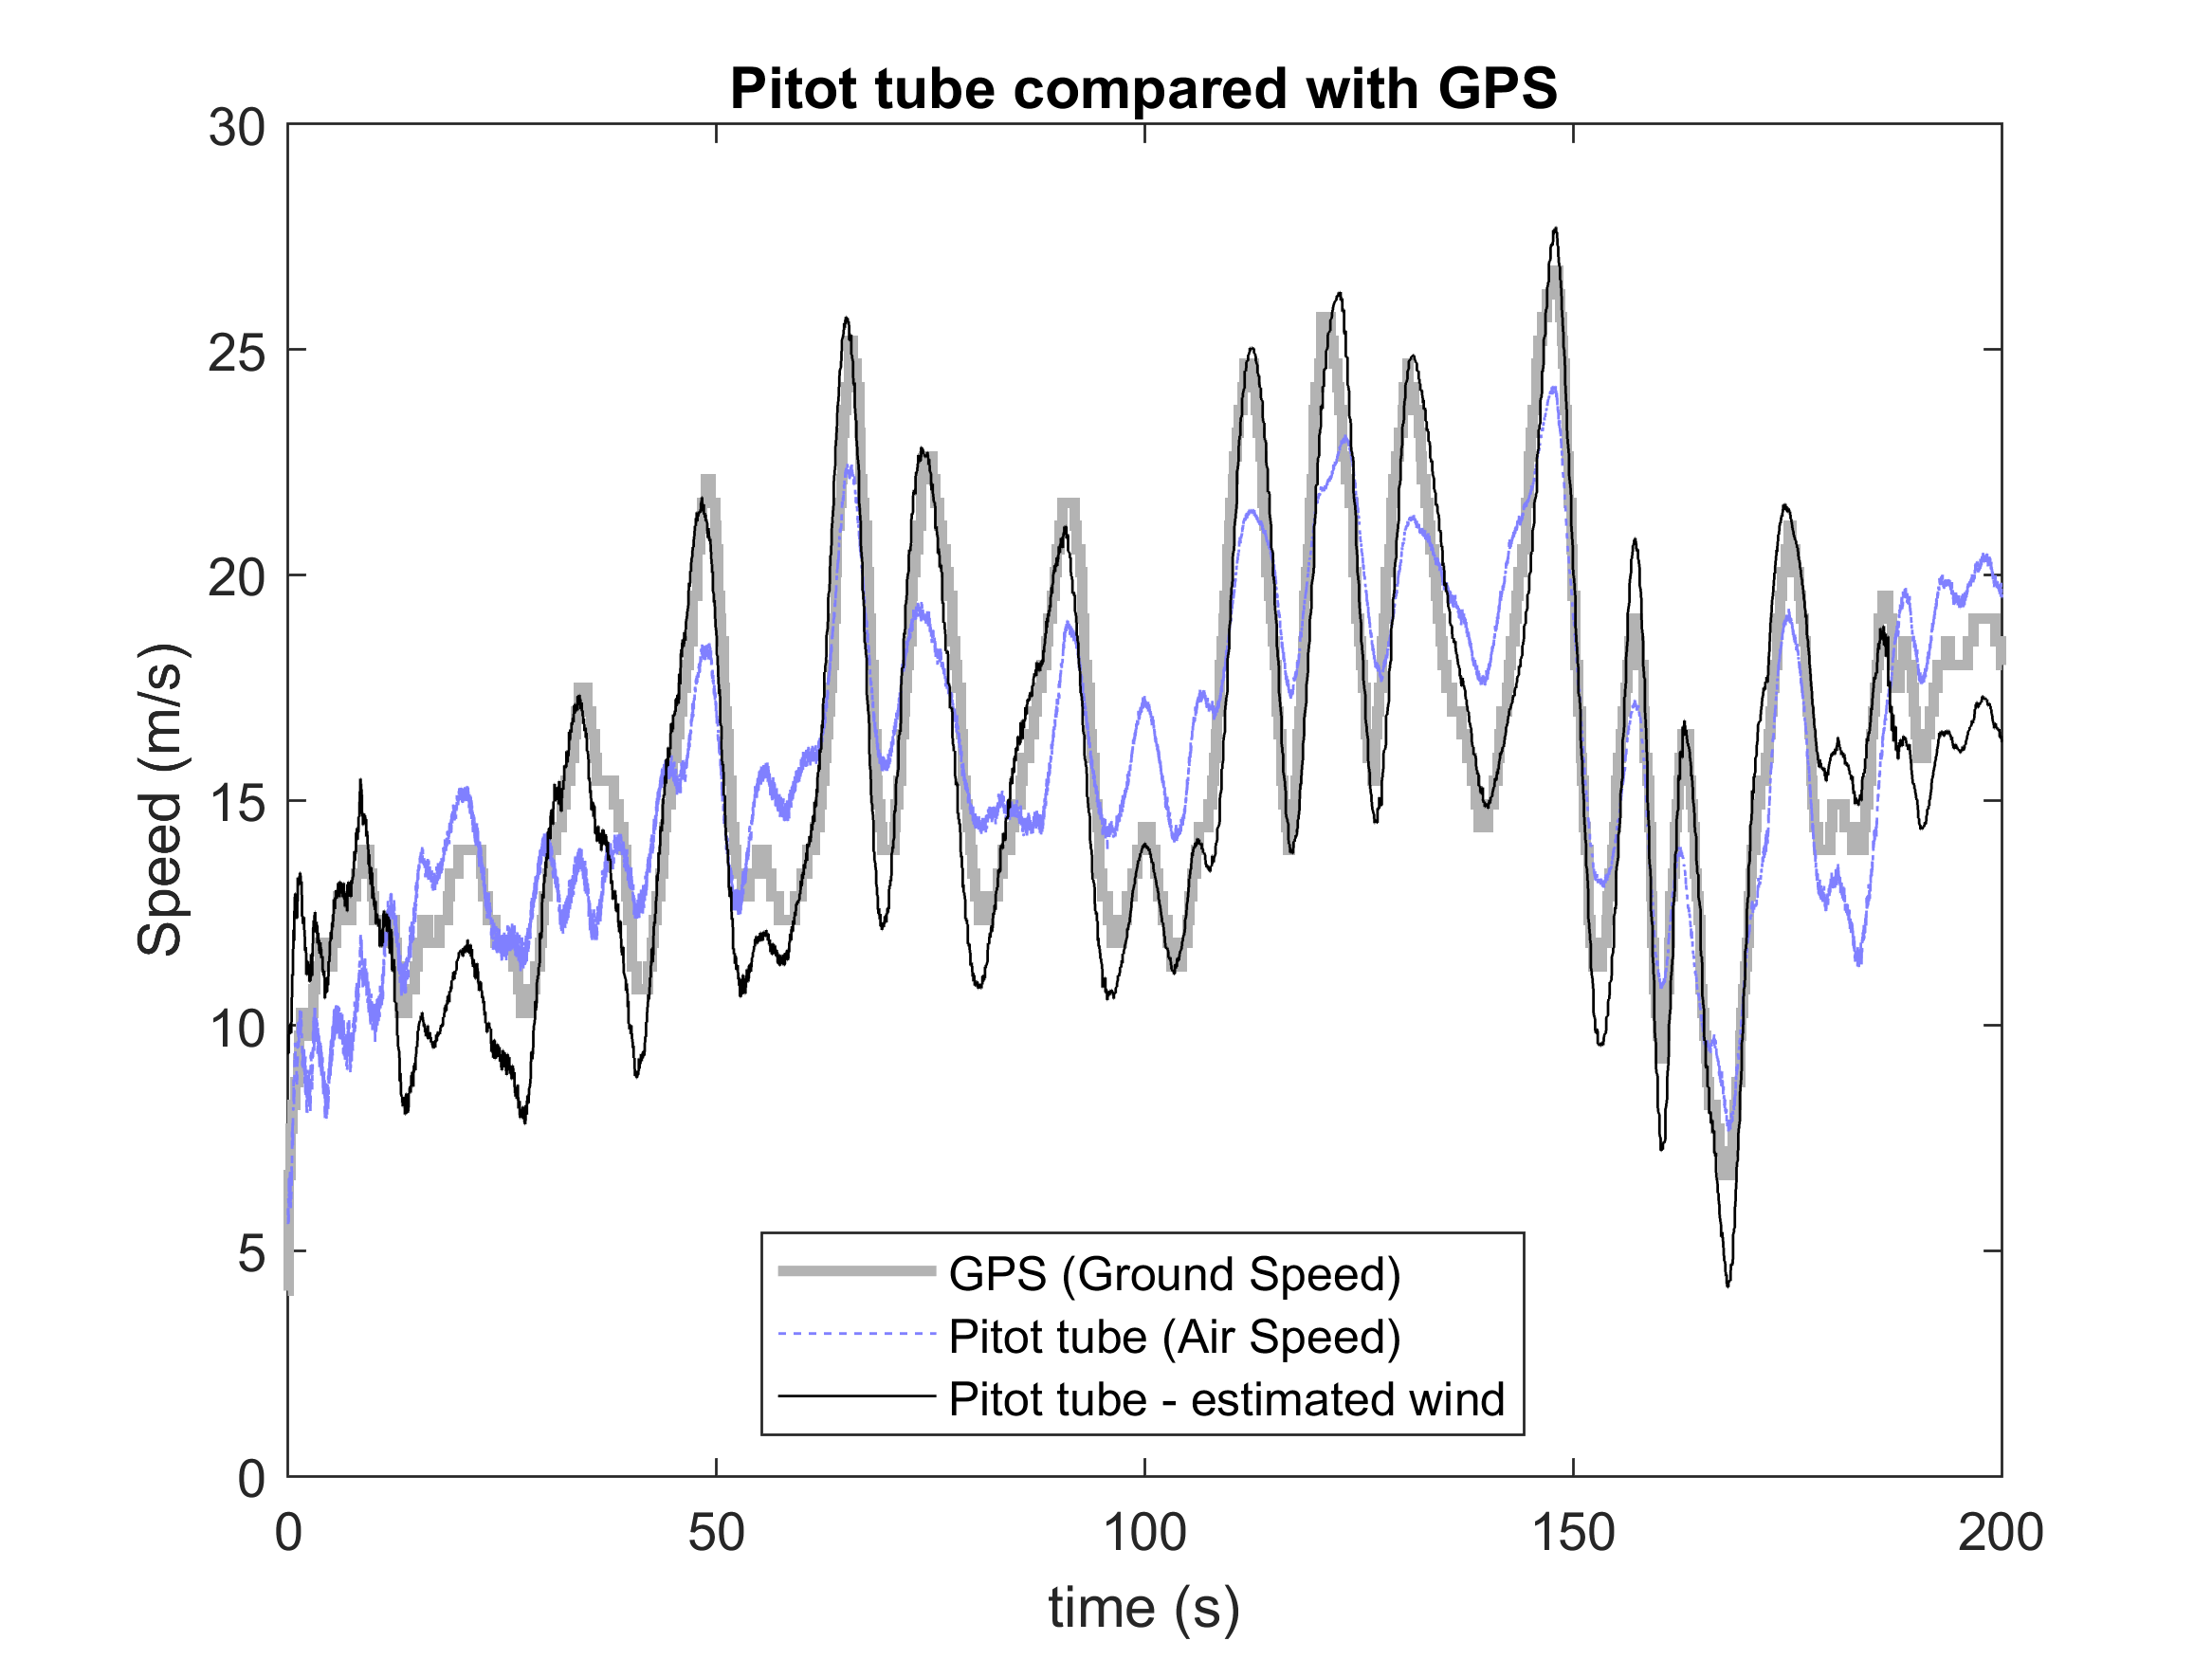 Pitot tube compared with GPS
30
25
20
15
10
5
0
Speed (m/s)
GPS (Ground Speed)
Pitot tube (Air Speed)
Pitot tube - estimated wind
0 50 100 150 200
time (s)